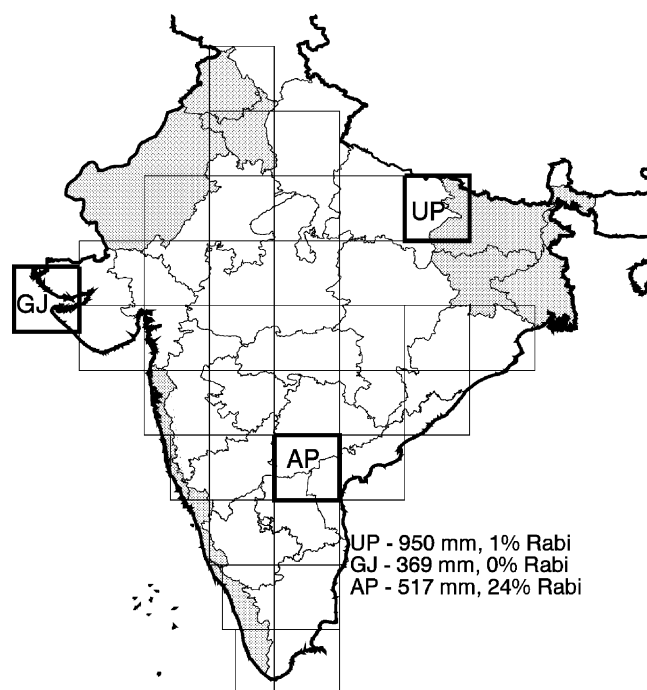 UP
GJ
AP
UP - 950 mm, 1% Rabi
GJ - 369 mm, 0% Rabi
AP - 517 mm, 24% Rabi